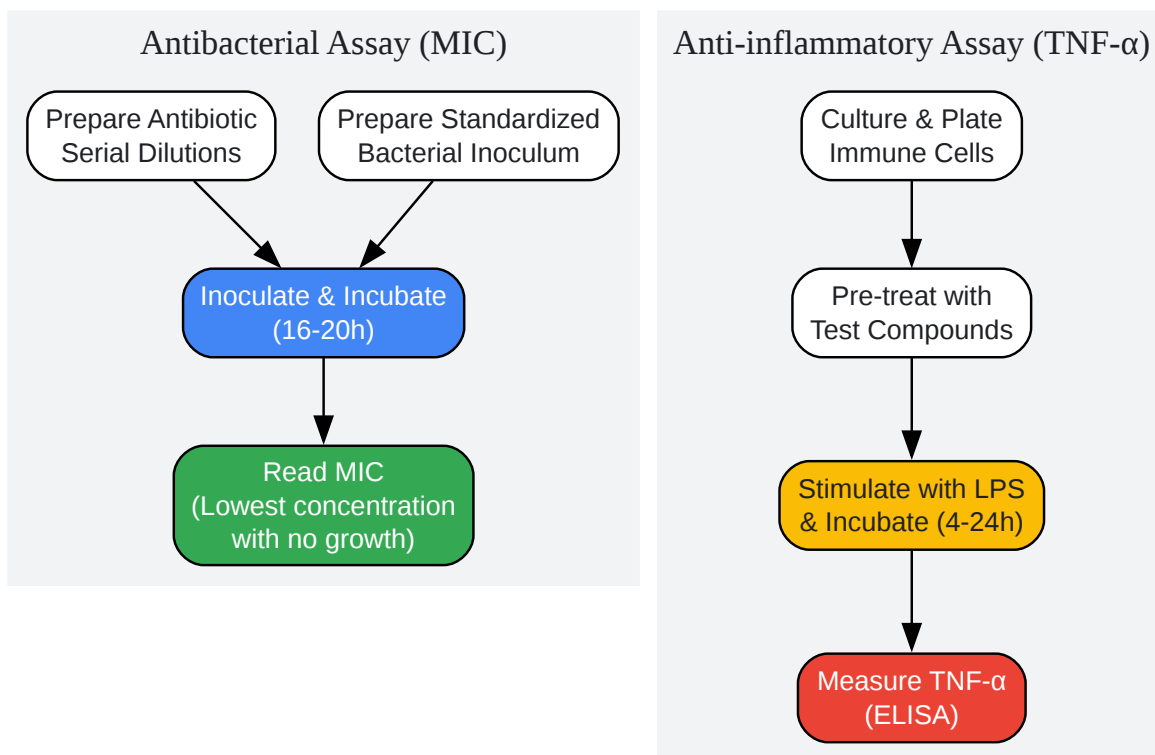 Antibacterial Assay (MIC)
Prepare Antibiotic
Serial Dilutions
Prepare Standardized
Bacterial Inoculum
Inoculate & Incubate
(16-20h)
Read MIC
(Lowest concentration
with no growth)
Anti-inflammatory Assay (TNF-α)
Culture & Plate
Immune Cells
Pre-treat with
Test Compounds
Stimulate with LPS
& Incubate (4-24h)
Measure TNF-α
(ELISA)